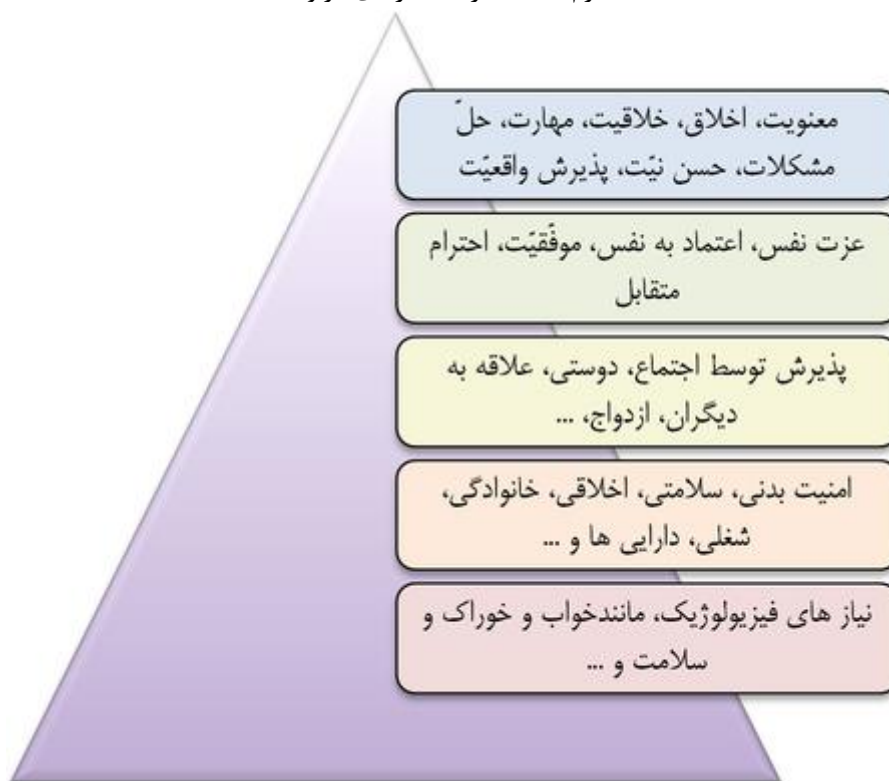 معنویت، اخلاق، خلاقیت، مهارت، حلّ
مشکلات، حسن نیّت، پذیرش واقعیّت
عزت نفس، اعتماد به نفس، موفّقیّت، احترام
متقابل
پذیرش توسط اجتماع، دوستی، علاقه به
دیگران، ازدواج، ...
امنیت بدنی، سلامتی، اخلاقی، خانوادگی،
شغلی، دارایی ها و ...
نیاز های فیزیولوژیک، مانندخواب و خوراک و
سلامت و ...